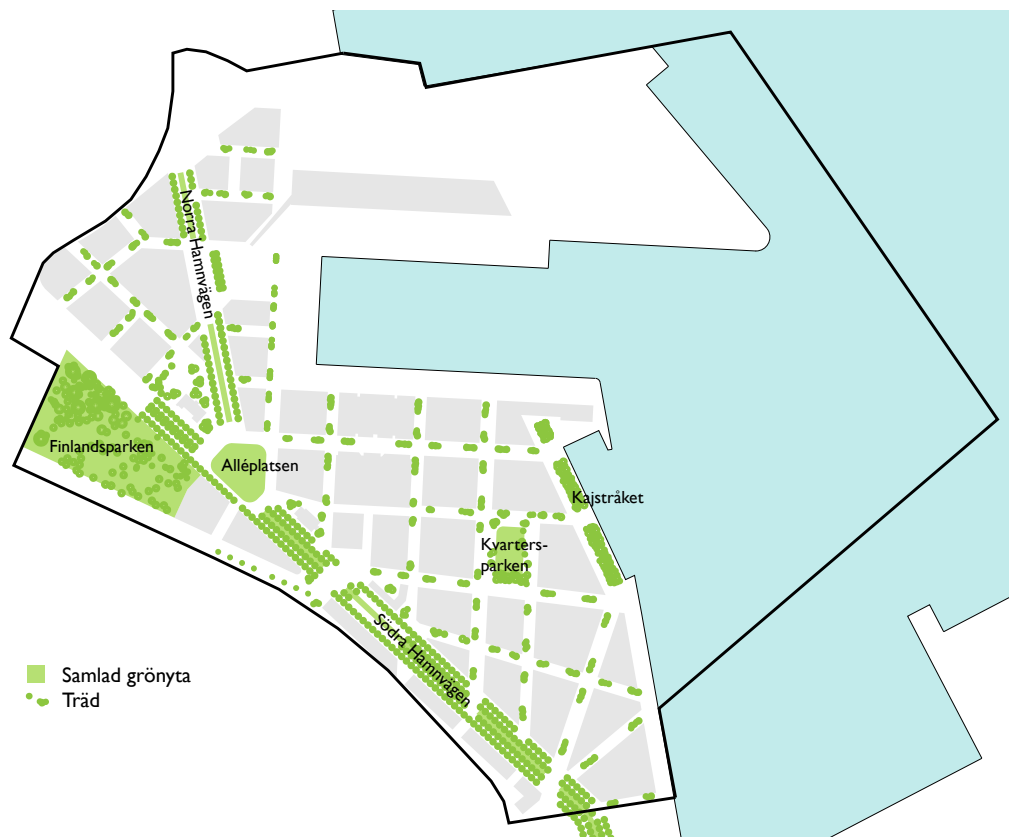 Norra Hamnvägen
Finlandsparken
Alléplatsen
Kajstråket
Kvarters-
parken
Södra Hamnvägen
Samlad grönyta
Träd